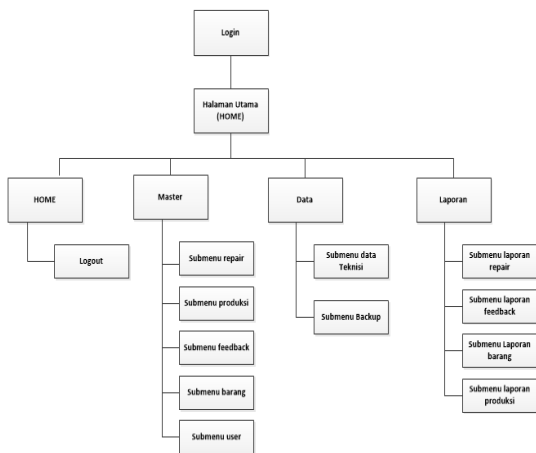 Login
Halaman Utama
(HOME)
HOME
Master
Data
Laporan
Logout
Submenu repair
Submenu produksi
Submenu feedback
Submenu barang
Submenu user
Submenu data
Teknisi
Submenu Backup
Submenu laporan
repair
Submenu laporan
feedback
Submenu Laporan
barang
Submenu laporan
produksi